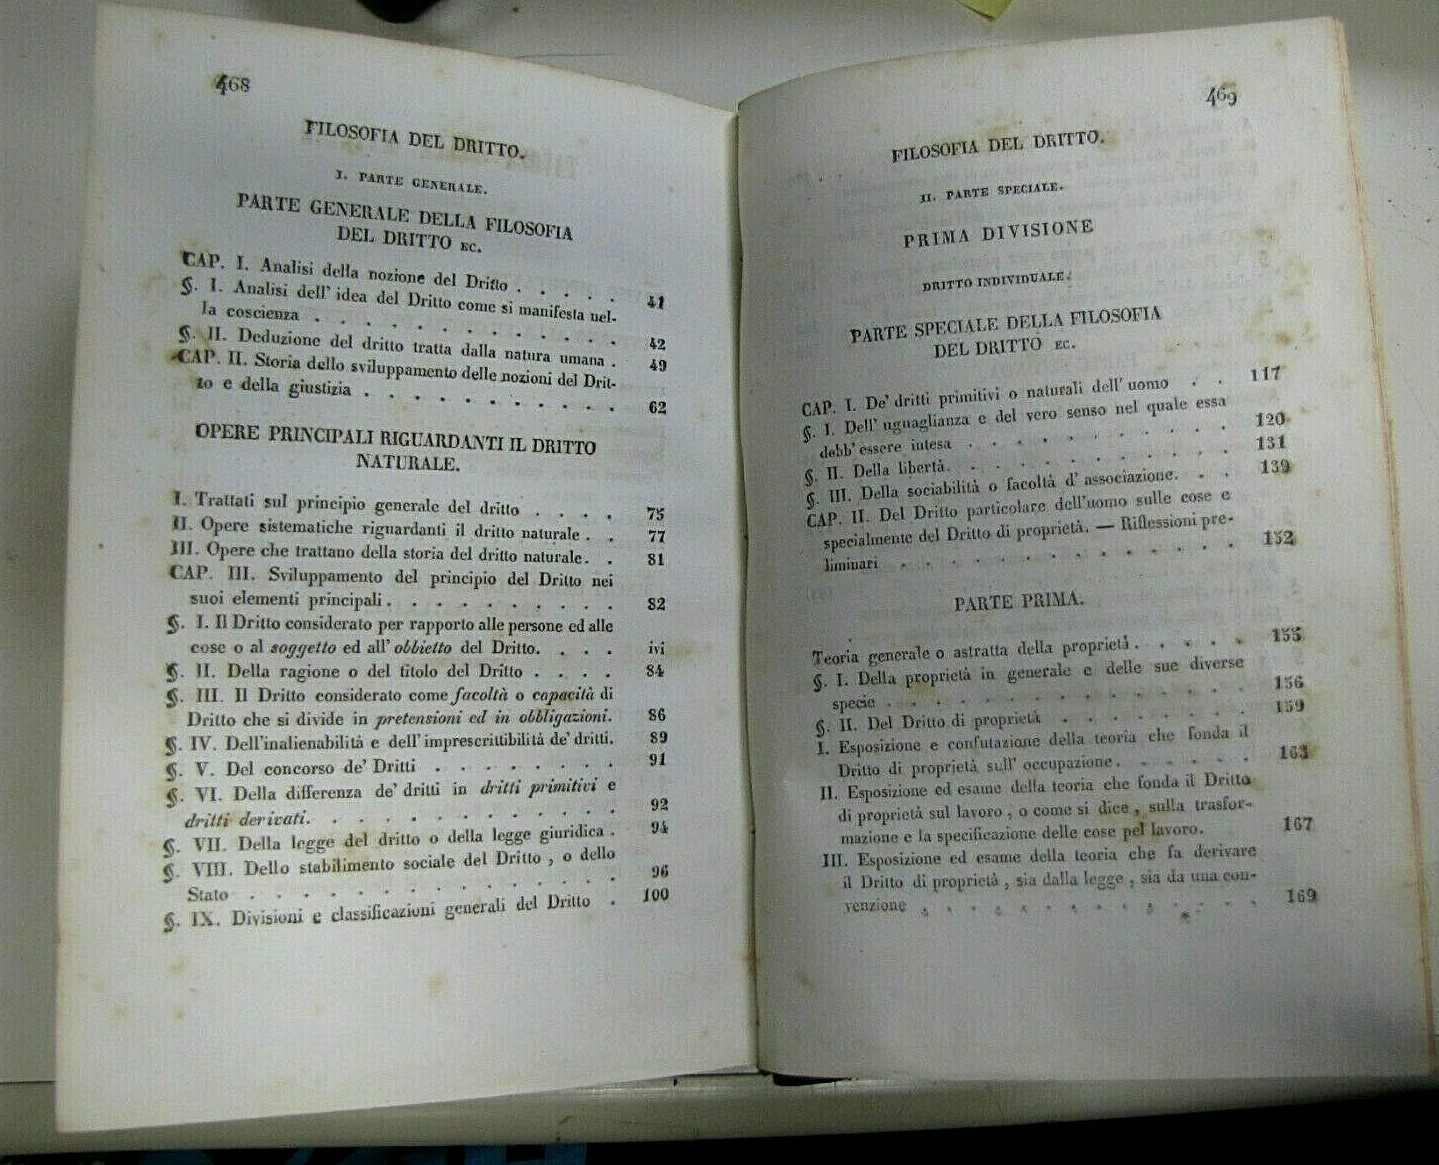 468
FILOSOFIA DEL DRITTO.
I. PARTE GENERALE.
PARTE GENERALE DELLA FILOSOFIA
DEL DRITTO EC.
CAP. I. Analisi della nozione del Dritto . . . . . 41
§. I. Analisi dell' idea del Dritto come si manifesta nel-
la coscienza . . . . . . . . . . . 42
§. II. Deduzione del dritto tratta dalla natura umana . 49
CAP. II. Storia dello sviluppamento delle nozioni del Drit-
to e della giustizia . . . . . . . . . . 62
OPERE PRINCIPALI RIGUARDANTI IL DRITTO
NATURALE.
I. Trattati sul principio generale del dritto . . . . 75
II. Opere sistematiche riguardanti il dritto naturale . . 77
III. Opere che trattano della storia del dritto naturale. . 81
CAP. III. Sviluppamento del principio del Dritto nei
suoi elementi principali . . . . . . . . . 82
§. I. Il Dritto considerato per rapporto alle persone ed alle
cose o al soggetto ed all' obbietto del Dritto. . . . ivi
§. II. Della ragione o del titolo del Dritto . . . . 84
§. III. Il Dritto considerato come facoltà o capacità di
Dritto che si divide in pretensioni ed in obbligazioni. 86
§. IV. Dell'inalienabilità e dell'imprescrittibilità de' dritti. 89
§. V. Del concorso de' Dritti . . . . . . . 91
§. VI. Della differenza de' dritti in dritti primitivi e
dritti derivati. . . . . . . . . . . . 92
§. VII. Della legge del dritto o della legge giuridica . 94
§. VIII. Dello stabilimento sociale del Dritto , o dello
Stato . . . . . . . . . . . . . 96
§. IX. Divisioni e classificazioni generali del Dritto . 100
469
FILOSOFIA DEL DRITTO.
II. PARTE SPECIALE.
PRIMA DIVISIONE
DRITTO INDIVIDUALE.
PARTE SPECIALE DELLA FILOSOFIA
DEL DRITTO EC.
CAP. I. De' dritti primitivi o naturali dell' uomo . . 117
§. I. Dell' uguaglianza e del vero senso nel quale essa
debb' essere intesa . . . . . . . . . . 120
§. II. Della libertà. . . . . . . . . . . 131
§. III. Della sociabilità o facoltà d' associazione. . . 139
CAP. II. Del Dritto particolare dell'uomo sulle cose e
specialmente del Dritto di proprietà. — Riflessioni pre-
liminari . . . . . . . . . . . . . 152
PARTE PRIMA.
Teoria generale o astratta della proprietà . . . . . 155
§. I. Della proprietà in generale e delle sue diverse
specie . . . . . . . . . . . . . 156
§. II. Del Dritto di proprietà . . . . . . . . 159
I. Esposizione e confutazione della teoria che fonda il
Dritto di proprietà sull' occupazione. . . . . . 163
II. Esposizione ed esame della teoria che fonda il Dritto
di proprietà sul lavoro , o come si dice , sulla trasfor-
mazione e la specificazione delle cose pel lavoro. 167
III. Esposizione ed esame della teoria che fa derivare
il Dritto di proprietà , sia dalla legge , sia da una con-
venzione . . . . . . . . . . . . 169